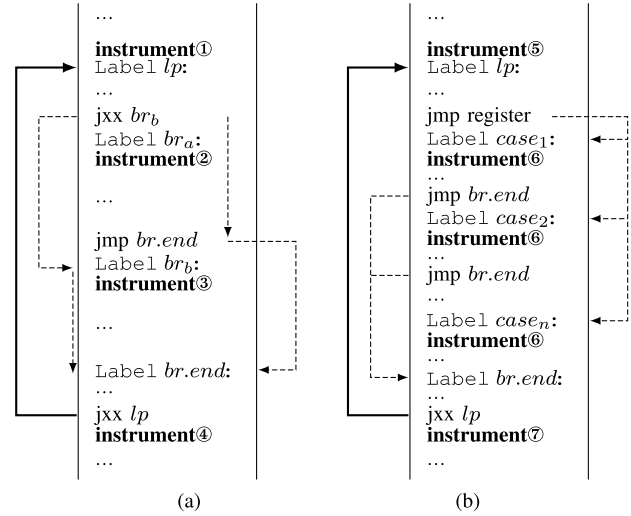 ...
instrument①
Label lp:
...
jxx br_b
Label br_a:
instrument②
...
jmp br.end
Label br_b:
instrument③
...
Label br.end:
...
jxx lp
instrument④
...
(a)
...
instrument⑤
Label lp:
...
jmp register
Label case_1:
instrument⑥
...
jmp br.end
Label case_2:
instrument⑥
...
jmp br.end
...
Label case_n:
instrument⑥
...
Label br.end:
...
jxx lp
instrument⑦
...
(b)